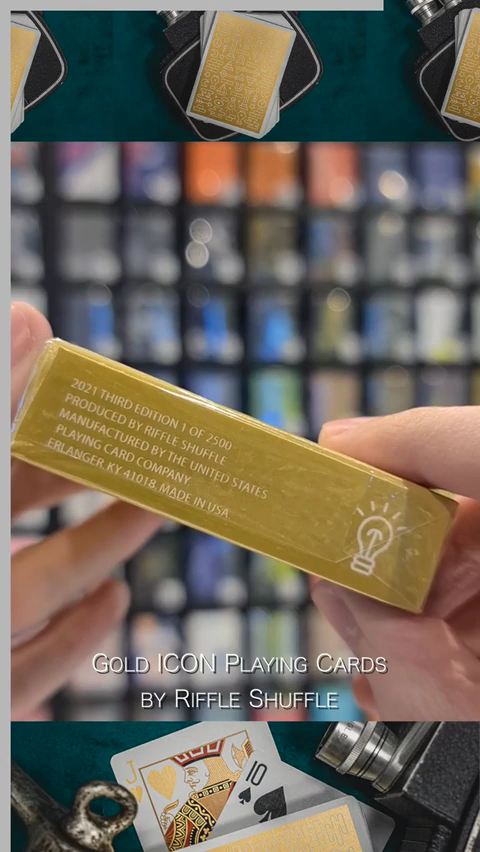 2021 THIRD EDITION 1 OF 2500
PRODUCED BY RIFFLE SHUFFLE
MANUFACTURED BY THE UNITED STATES
PLAYING CARD COMPANY
ERLANGER, KY 41018. MADE IN USA
GOLD ICON PLAYING CARDS
BY RIFFLE SHUFFLE
J
10